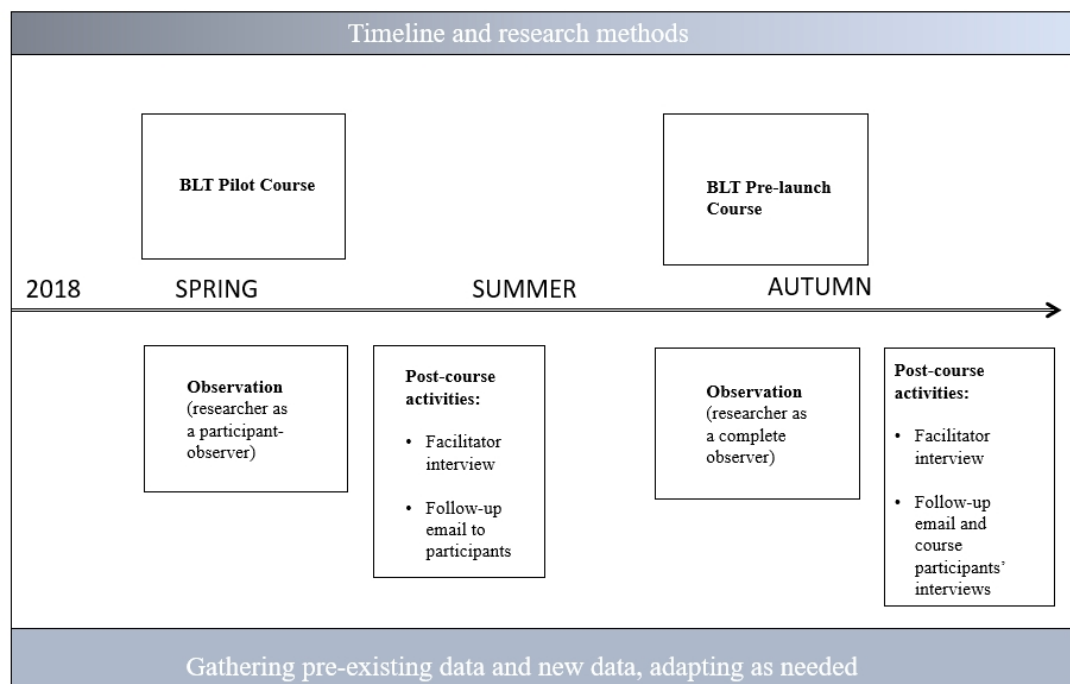 Timeline and research methods
BLT Pilot Course
BLT Pre-launch
Course
2018 SPRING SUMMER AUTUMN
Observation
(researcher as
a participant-
observer)
Post-course
activities:
• Facilitator
interview
• Follow-up
email to
participants
Observation
(researcher as
a complete
observer)
Post-course
activities:
• Facilitator
interview
• Follow-up
email and
course
participants’
interviews
Gathering pre-existing data and new data, adapting as needed